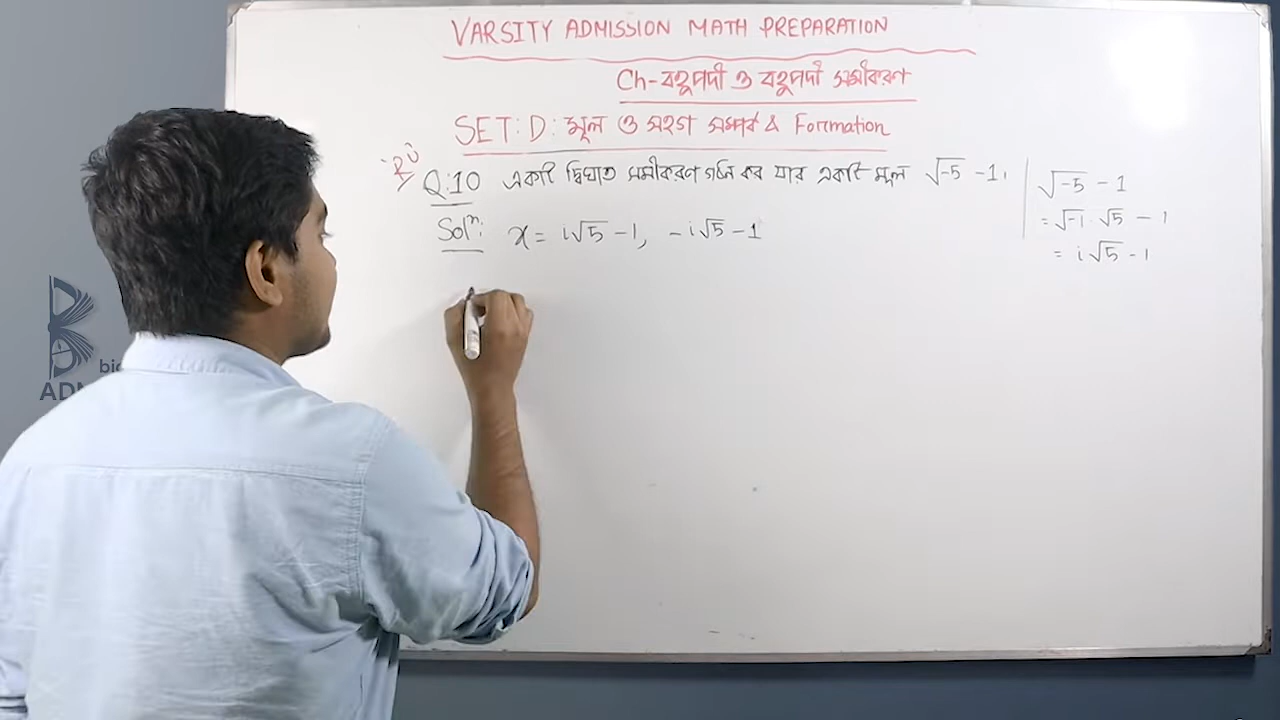 VARSITY ADMISSION MATH PREPARATION
Ch-বহুপদী ও বহুপদী সমীকরণ
SET: D: মূল ও সহগ সম্পর্ক & Formation
RU
Q:10 একটি দ্বিঘাত সমীকরণ গঠন কর যার একটি মূল √-5 -1।
Solⁿ: x = i√5 -1, -i√5 -1
√-5 - 1
= √-1 · √5 - 1
= i√5 - 1